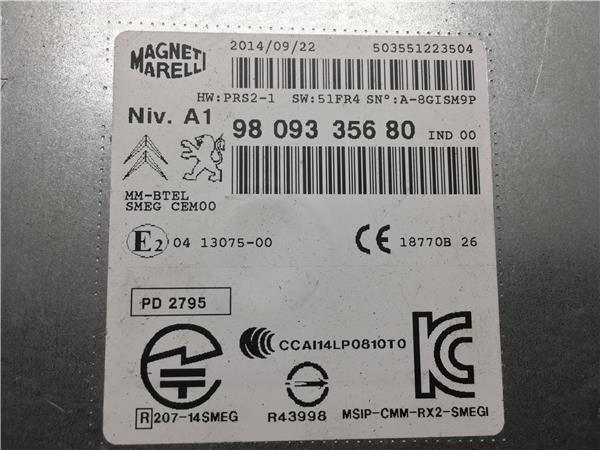 MAGNETI
MARELLI
2014/09/22 503551223504
HW:PRS2-1 SW:51FR4 SN°:A-8GISM9P
Niv. A1
98 093 356 80 IND 00
MM-BTEL
SMEG CEM00
E2 04 13075-00
CE 18770B 26
PD 2795
CCAI14LP0810T0
R 207-14SMEG
R43998
MSIP-CMM-RX2-SMEGI